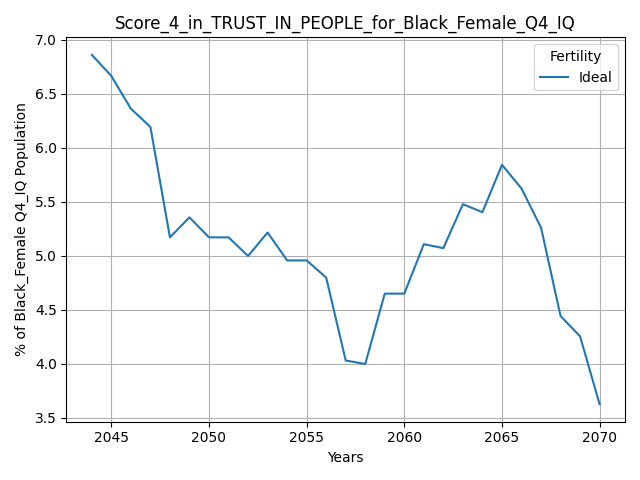 Score_4_in_TRUST_IN_PEOPLE_for_Black_Female_Q4_IQ
% of Black_Female Q4_IQ Population
7.0
6.5
6.0
5.5
5.0
4.5
4.0
3.5
Fertility
Ideal
2045 2050 2055 2060 2065 2070
Years